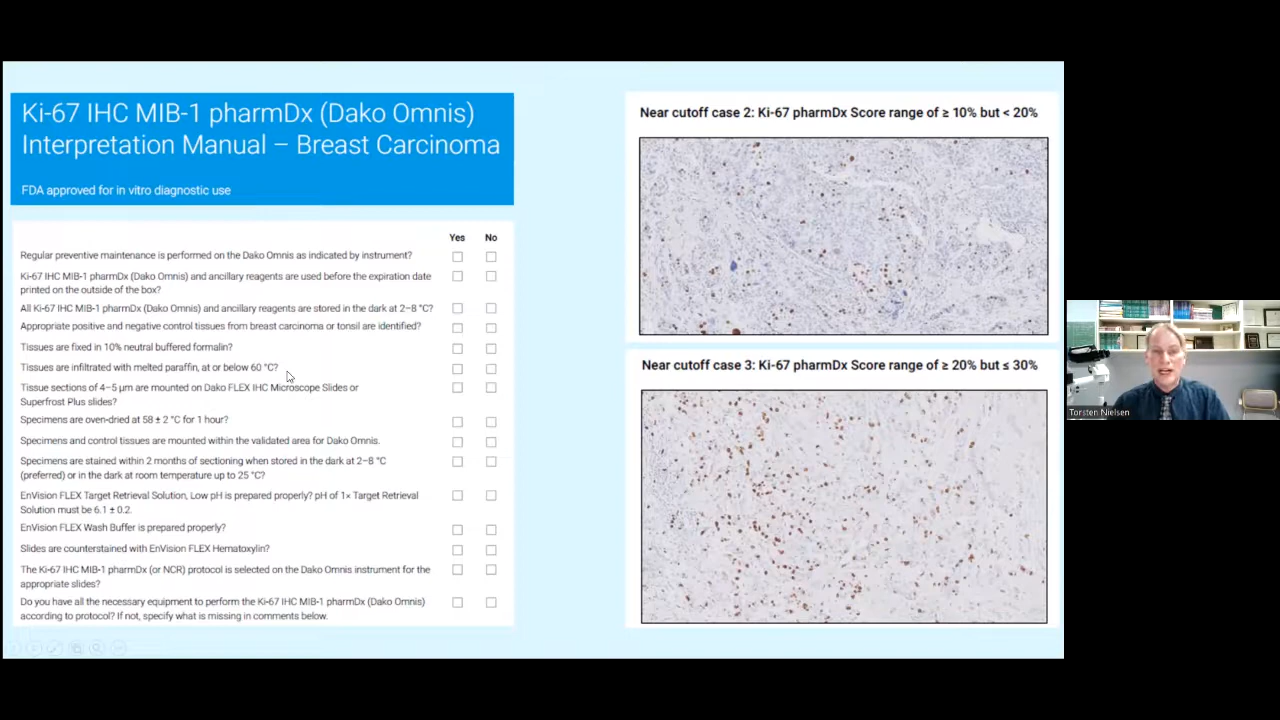 Ki-67 IHC MIB-1 pharmDx (Dako Omnis)
Interpretation Manual – Breast Carcinoma
FDA approved for in vitro diagnostic use
Yes No
Regular preventive maintenance is performed on the Dako Omnis as indicated by instrument?
Ki-67 IHC MIB-1 pharmDx (Dako Omnis) and ancillary reagents are used before the expiration date
printed on the outside of the box?
All Ki-67 IHC MIB-1 pharmDx (Dako Omnis) and ancillary reagents are stored in the dark at 2–8 °C?
Appropriate positive and negative control tissues from breast carcinoma or tonsil are identified?
Tissues are fixed in 10% neutral buffered formalin?
Tissues are infiltrated with melted paraffin, at or below 60 °C?
Tissue sections of 4–5 μm are mounted on Dako FLEX IHC Microscope Slides or
Superfrost Plus slides?
Specimens are oven-dried at 58 ± 2 °C for 1 hour?
Specimens and control tissues are mounted within the validated area for Dako Omnis.
Specimens are stained within 2 months of sectioning when stored in the dark at 2–8 °C
(preferred) or in the dark at room temperature up to 25 °C?
EnVision FLEX Target Retrieval Solution, Low pH is prepared properly? pH of 1× Target Retrieval
Solution must be 6.1 ± 0.2.
EnVision FLEX Wash Buffer is prepared properly?
Slides are counterstained with EnVision FLEX Hematoxylin?
The Ki-67 IHC MIB-1 pharmDx (or NCR) protocol is selected on the Dako Omnis instrument for the
appropriate slides?
Do you have all the necessary equipment to perform the Ki-67 IHC MIB-1 pharmDx (Dako Omnis)
according to protocol? If not, specify what is missing in comments below.
Near cutoff case 2: Ki-67 pharmDx Score range of ≥ 10% but < 20%
Near cutoff case 3: Ki-67 pharmDx Score range of ≥ 20% but ≤ 30%
Torsten Nielsen